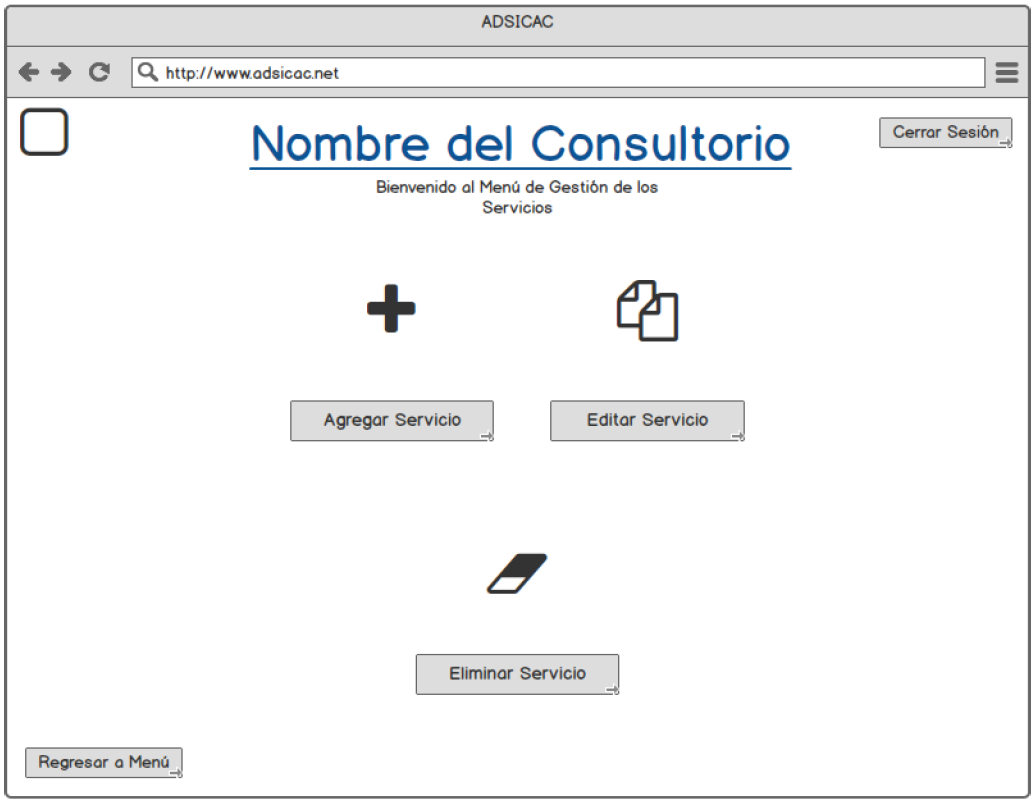 ADSICAC
http://www.adsicac.net
Nombre del Consultorio
Cerrar Sesión
Bienvenido al Menú de Gestión de los
Servicios
Agregar Servicio
Editar Servicio
Eliminar Servicio
Regresar a Menú